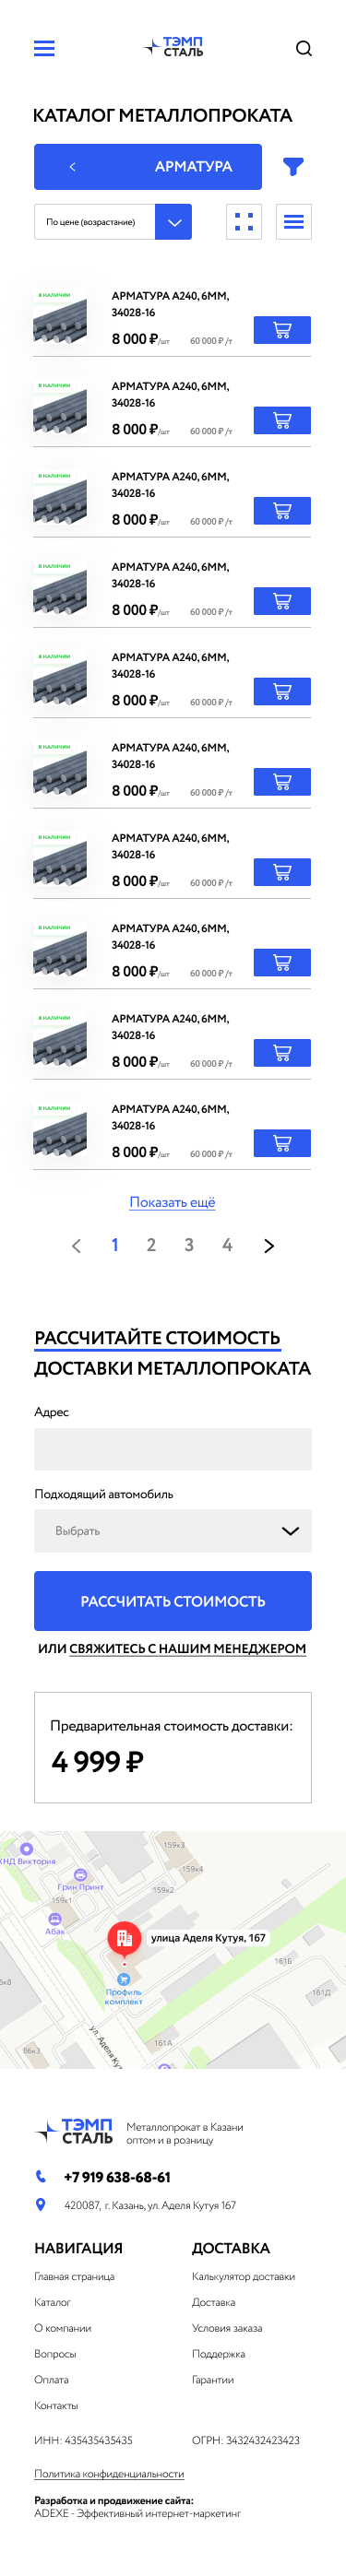 ТЭМП
СТАЛЬ
КАТАЛОГ МЕТАЛЛОПРОКАТА
< АРМАТУРА
По цене (возрастание)
В НАЛИЧИИ
АРМАТУРА А240, 6ММ,
34028-16
8 000 ₽/шт 60 000 ₽ /т
В НАЛИЧИИ
АРМАТУРА А240, 6ММ,
34028-16
8 000 ₽/шт 60 000 ₽ /т
В НАЛИЧИИ
АРМАТУРА А240, 6ММ,
34028-16
8 000 ₽/шт 60 000 ₽ /т
В НАЛИЧИИ
АРМАТУРА А240, 6ММ,
34028-16
8 000 ₽/шт 60 000 ₽ /т
В НАЛИЧИИ
АРМАТУРА А240, 6ММ,
34028-16
8 000 ₽/шт 60 000 ₽ /т
В НАЛИЧИИ
АРМАТУРА А240, 6ММ,
34028-16
8 000 ₽/шт 60 000 ₽ /т
В НАЛИЧИИ
АРМАТУРА А240, 6ММ,
34028-16
8 000 ₽/шт 60 000 ₽ /т
В НАЛИЧИИ
АРМАТУРА А240, 6ММ,
34028-16
8 000 ₽/шт 60 000 ₽ /т
В НАЛИЧИИ
АРМАТУРА А240, 6ММ,
34028-16
8 000 ₽/шт 60 000 ₽ /т
В НАЛИЧИИ
АРМАТУРА А240, 6ММ,
34028-16
8 000 ₽/шт 60 000 ₽ /т
Показать ещё
< 1 2 3 4 >
РАССЧИТАЙТЕ СТОИМОСТЬ
ДОСТАВКИ МЕТАЛЛОПРОКАТА
Адрес
Подходящий автомобиль
Выбрать
РАССЧИТАТЬ СТОИМОСТЬ
ИЛИ СВЯЖИТЕСЬ С НАШИМ МЕНЕДЖЕРОМ
Предварительная стоимость доставки:
4 999 ₽
159к3
КНД Виктория
159к4
Грин Принт
159к2
159к1
Абак
улица Аделя Кутуя, 167
161Б
Профиль
комплект
161Д
161А
86к3
ул. Аделя Кут
ТЭМП
СТАЛЬ
Металлопрокат в Казани
оптом и в розницу
+7 919 638-68-61
420087, г. Казань, ул. Аделя Кутуя 167
НАВИГАЦИЯ
Главная страница
Каталог
О компании
Вопросы
Оплата
Контакты
ДОСТАВКА
Калькулятор доставки
Доставка
Условия заказа
Поддержка
Гарантии
ИНН: 435435435435
ОГРН: 3432432423423
Политика конфиденциальности
Разработка и продвижение сайта:
ADEXE - Эффективный интернет-маркетинг